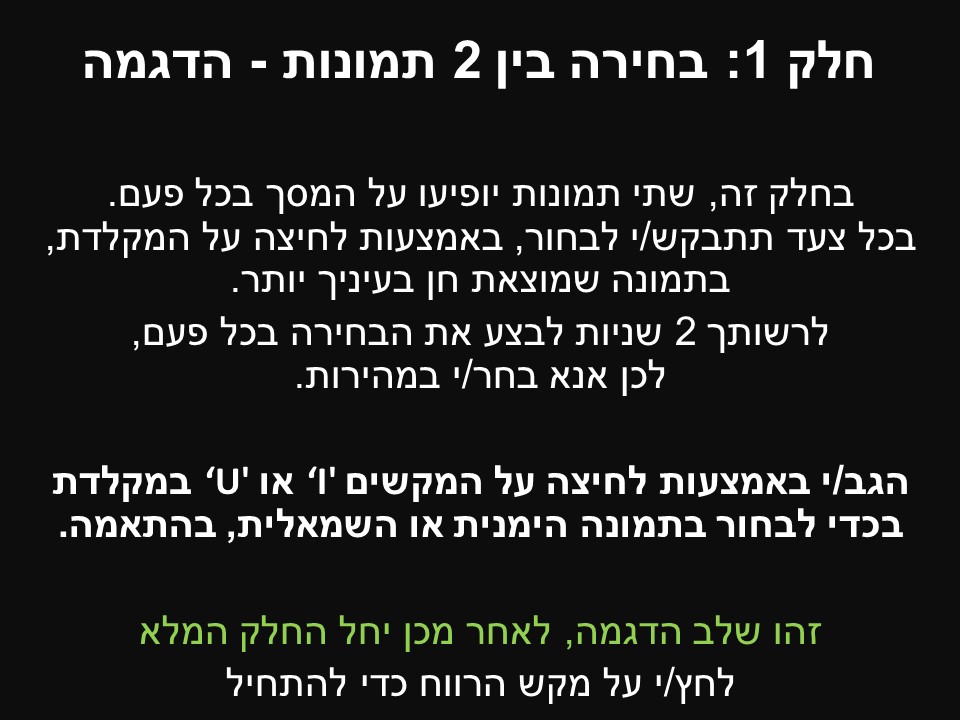 חלק 1: בחירה בין 2 תמונות - הדגמה
בחלק זה, שתי תמונות יופיעו על המסך בכל פעם.
בכל צעד תתבקש/י לבחור, באמצעות לחיצה על המקלדת,
בתמונה שמוצאת חן בעיניך יותר.
לרשותך 2 שניות לבצע את הבחירה בכל פעם,
לכן אנא בחר/י במהירות.
הגב/י באמצעות לחיצה על המקשים 'I‘ או 'U‘ במקלדת
בכדי לבחור בתמונה הימנית או השמאלית, בהתאמה.
זהו שלב הדגמה, לאחר מכן יחל החלק המלא
לחץ/י על מקש הרווח כדי להתחיל